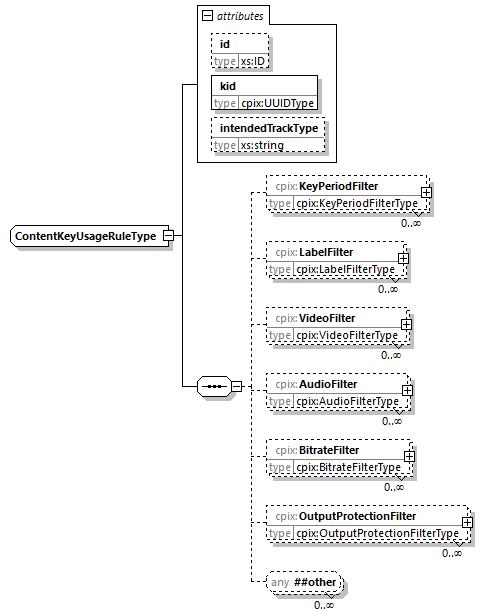 attributes
id
type xs:ID
kid
type cpix:UUIDType
intendedTrackType
type xs:string
ContentKeyUsageRuleType
cpix:KeyPeriodFilter
type cpix:KeyPeriodFilterType
0..∞
cpix:LabelFilter
type cpix:LabelFilterType
0..∞
cpix:VideoFilter
type cpix:VideoFilterType
0..∞
cpix:AudioFilter
type cpix:AudioFilterType
0..∞
cpix:BitrateFilter
type cpix:BitrateFilterType
0..∞
cpix:OutputProtectionFilter
type cpix:OutputProtectionFilterType
0..∞
any ##other
0..∞